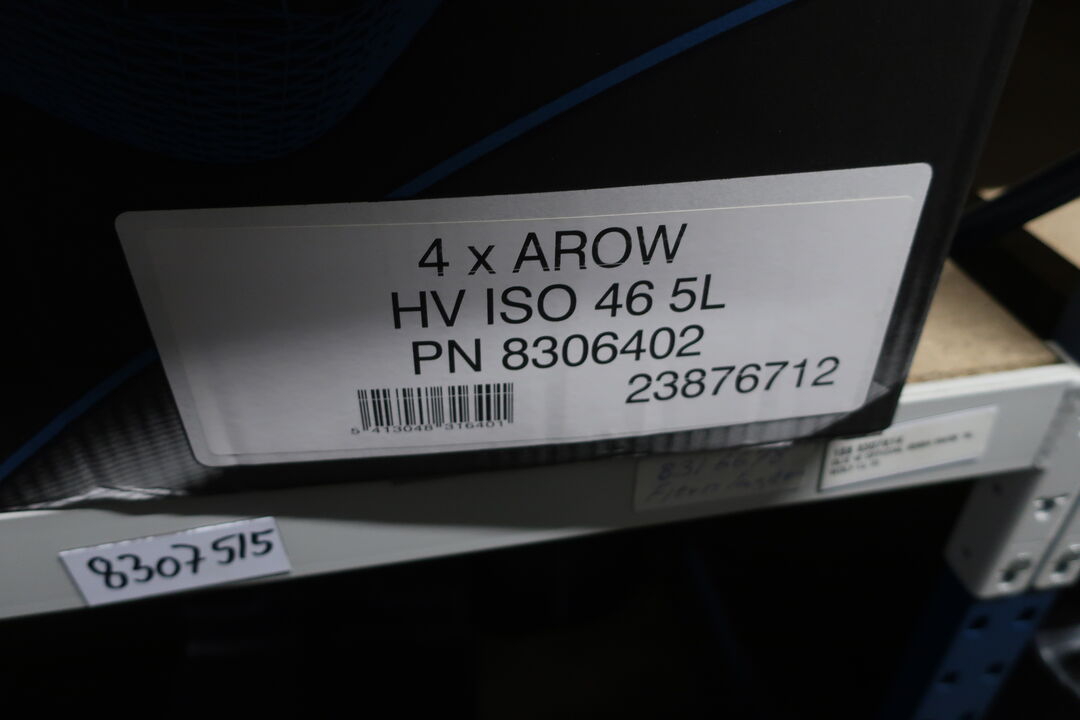 4 x AROW
HV ISO 46 5L
PN 8306402
23876712
5 413048 316401
8307515